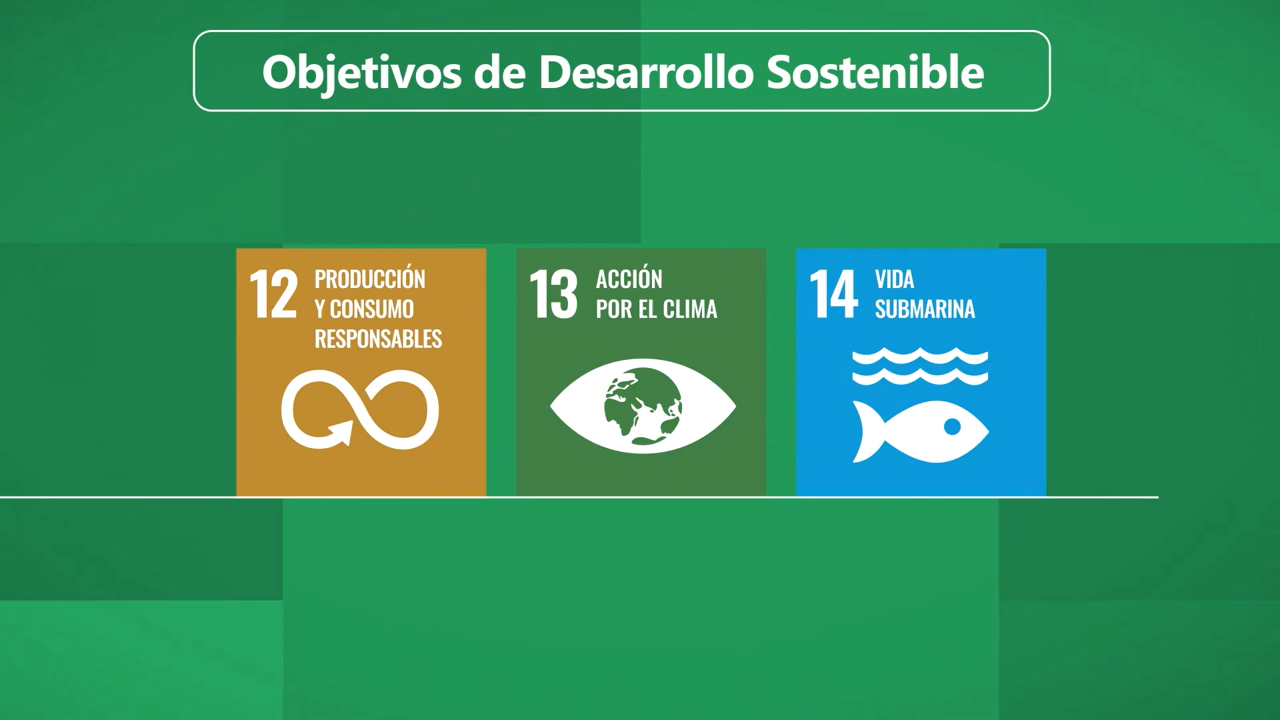 Objetivos de Desarrollo Sostenible
12
PRODUCCIÓN
Y CONSUMO
RESPONSABLES
13
ACCIÓN
POR EL CLIMA
14
VIDA
SUBMARINA